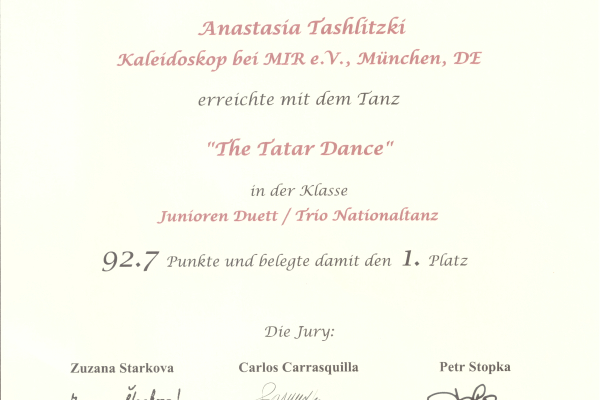 Anastasia Tashlitzki
Kaleidoskop bei MIR e.V., München, DE
erreichte mit dem Tanz
"The Tatar Dance"
in der Klasse
Junioren Duett / Trio Nationaltanz
92.7 Punkte und belegte damit den 1. Platz
Die Jury:
Zuzana Starkova Carlos Carrasquilla Petr Stopka